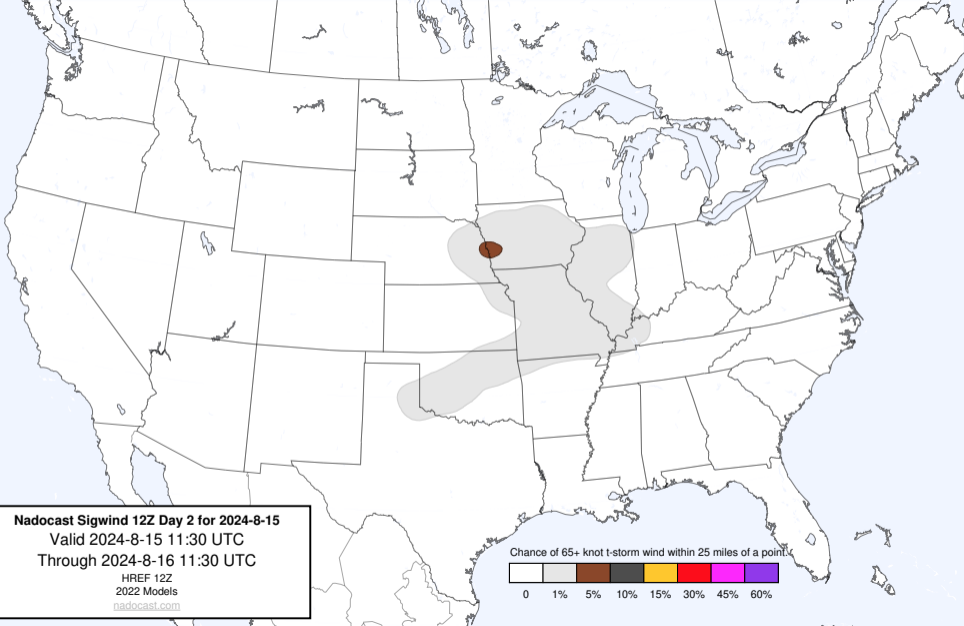 Nadocast Sigwind 12Z Day 2 for 2024-8-15
Valid 2024-8-15 11:30 UTC
Through 2024-8-16 11:30 UTC
HREF 12Z
2022 Models
nadocast.com
Chance of 65+ knot t-storm wind within 25 miles of a point.
0 1% 5% 10% 15% 30% 45% 60%